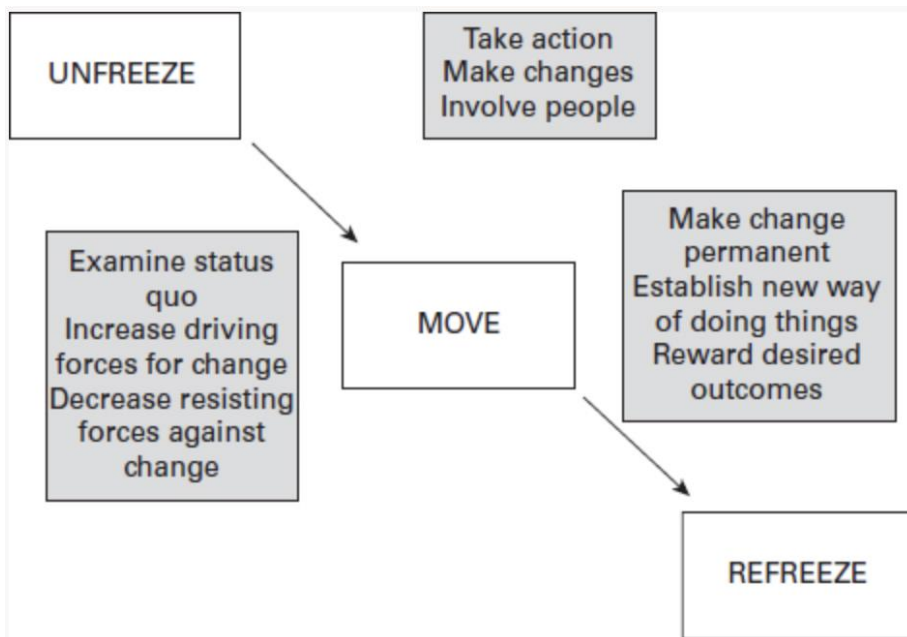 UNFREEZE
Take action
Make changes
Involve people
Examine status
quo
Increase driving
forces for change
Decrease resisting
forces against
change
MOVE
Make change
permanent
Establish new way
of doing things
Reward desired
outcomes
REFREEZE